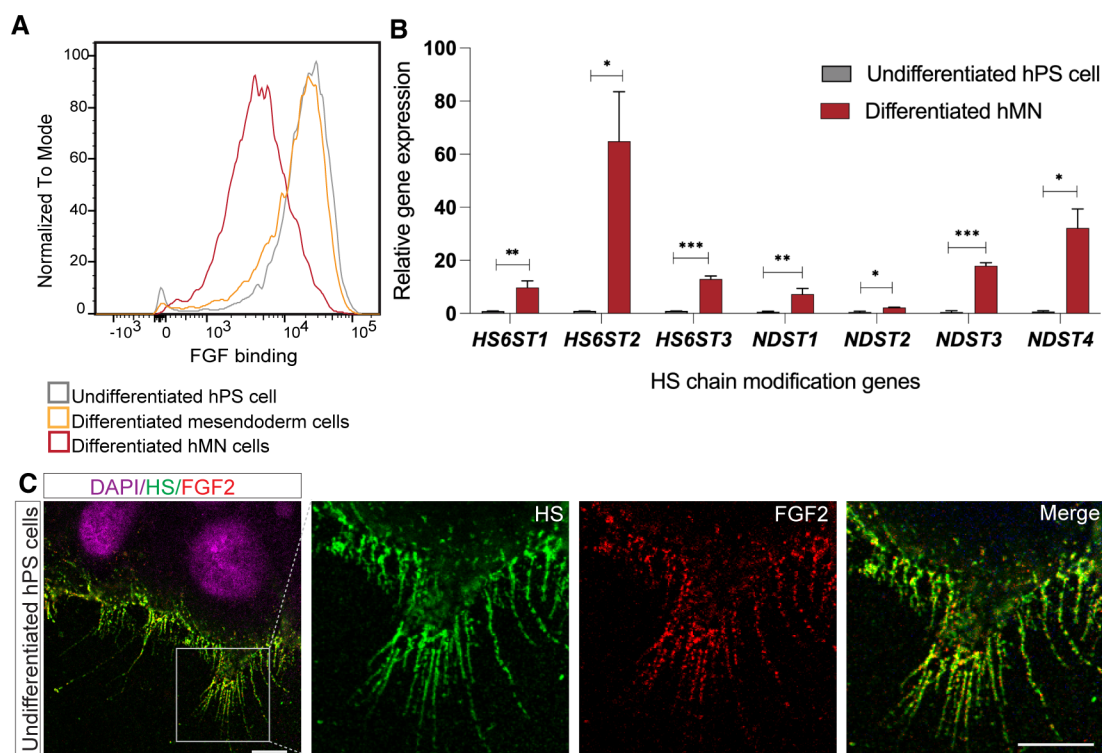 A
100
80
60
40
20
0
Normalized To Mode
-10³ 0 10³ 10⁴ 10⁵
FGF binding
Undifferentiated hPS cell
Differentiated mesendoderm cells
Differentiated hMN cells
B
100
80
60
40
20
0
Relative gene expression
Undifferentiated hPS cell
Differentiated hMN
** * *** ** * *** *
HS6ST1 HS6ST2 HS6ST3 NDST1 NDST2 NDST3 NDST4
HS chain modification genes
C
DAPI/HS/FGF2
Undifferentiated hPS cells
HS
FGF2
Merge